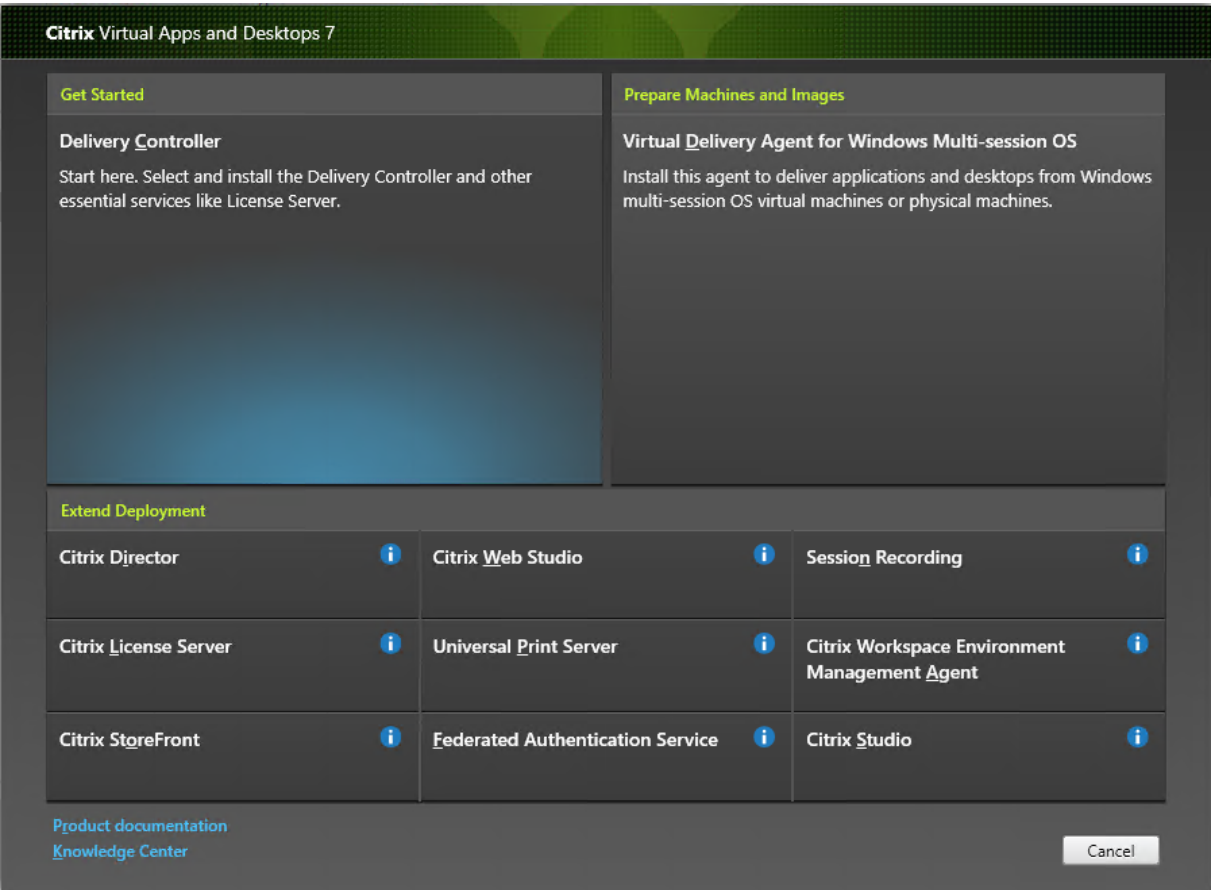 Citrix Virtual Apps and Desktops 7
Get Started
Delivery Controller
Start here. Select and install the Delivery Controller and other
essential services like License Server.
Prepare Machines and Images
Virtual Delivery Agent for Windows Multi-session OS
Install this agent to deliver applications and desktops from Windows
multi-session OS virtual machines or physical machines.
Extend Deployment
Citrix Director
Citrix Web Studio
Session Recording
Citrix License Server
Universal Print Server
Citrix Workspace Environment
Management Agent
Citrix StoreFront
Federated Authentication Service
Citrix Studio
Product documentation
Knowledge Center
Cancel